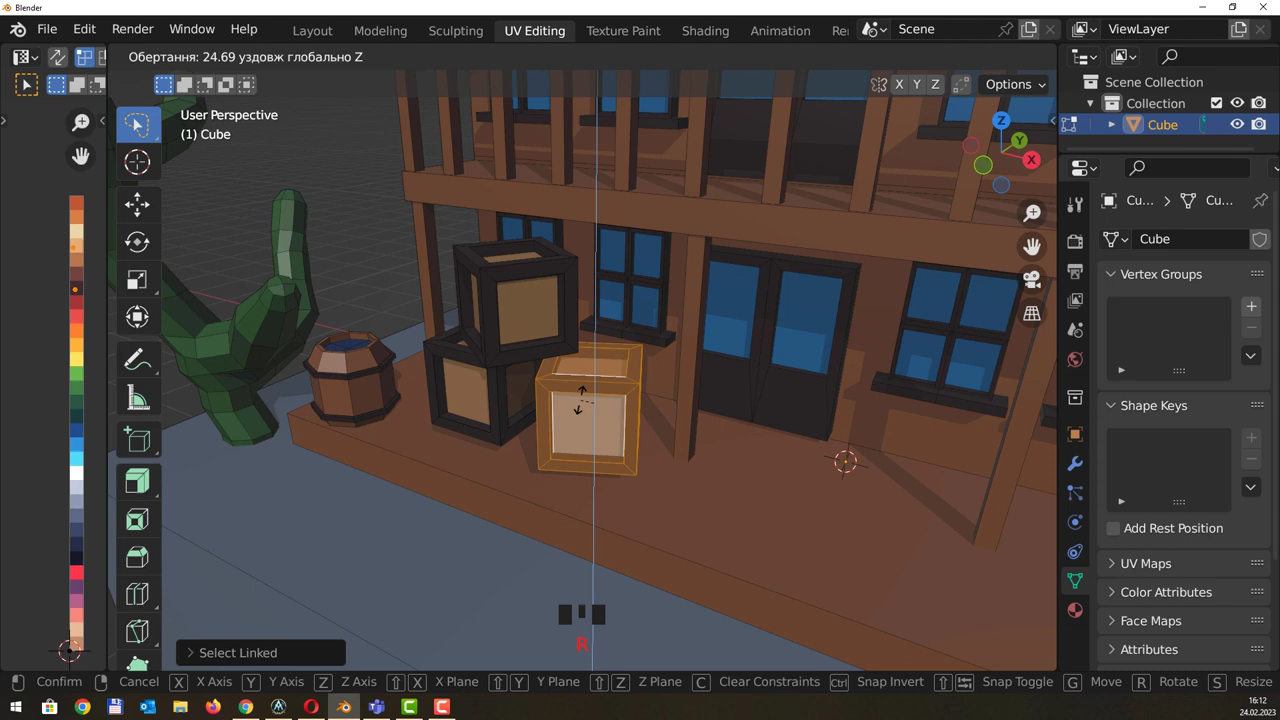 Blender
File Edit Render Window Help
Layout Modeling Sculpting UV Editing Texture Paint Shading Animation Re
Scene
ViewLayer
Обертання: 24.69 уздовж глобально Z
X Y Z
Options
User Perspective
(1) Cube
Z
Y
X
R
Select Linked
Scene Collection
Collection
Cube
Cu... Cu...
Cube
Vertex Groups
Shape Keys
Add Rest Position
UV Maps
Color Attributes
Face Maps
Attributes
Confirm Cancel X X Axis Y Y Axis Z Z Axis X X Plane Y Y Plane Z Z Plane C Clear Constraints Ctrl Snap Invert Snap Toggle G Move R Rotate S Resize
16:12
24.02.2023